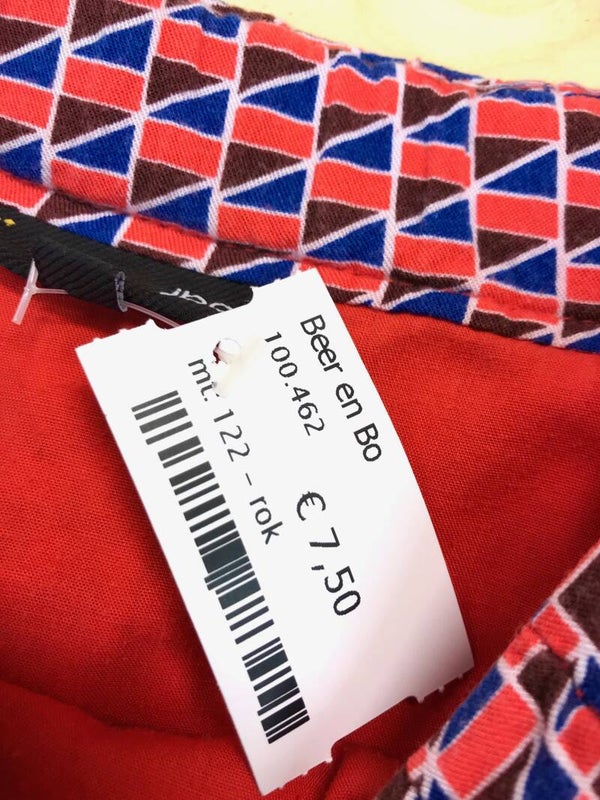 Beer en Bo
100.462
€ 7,50
mt. 122 - rok